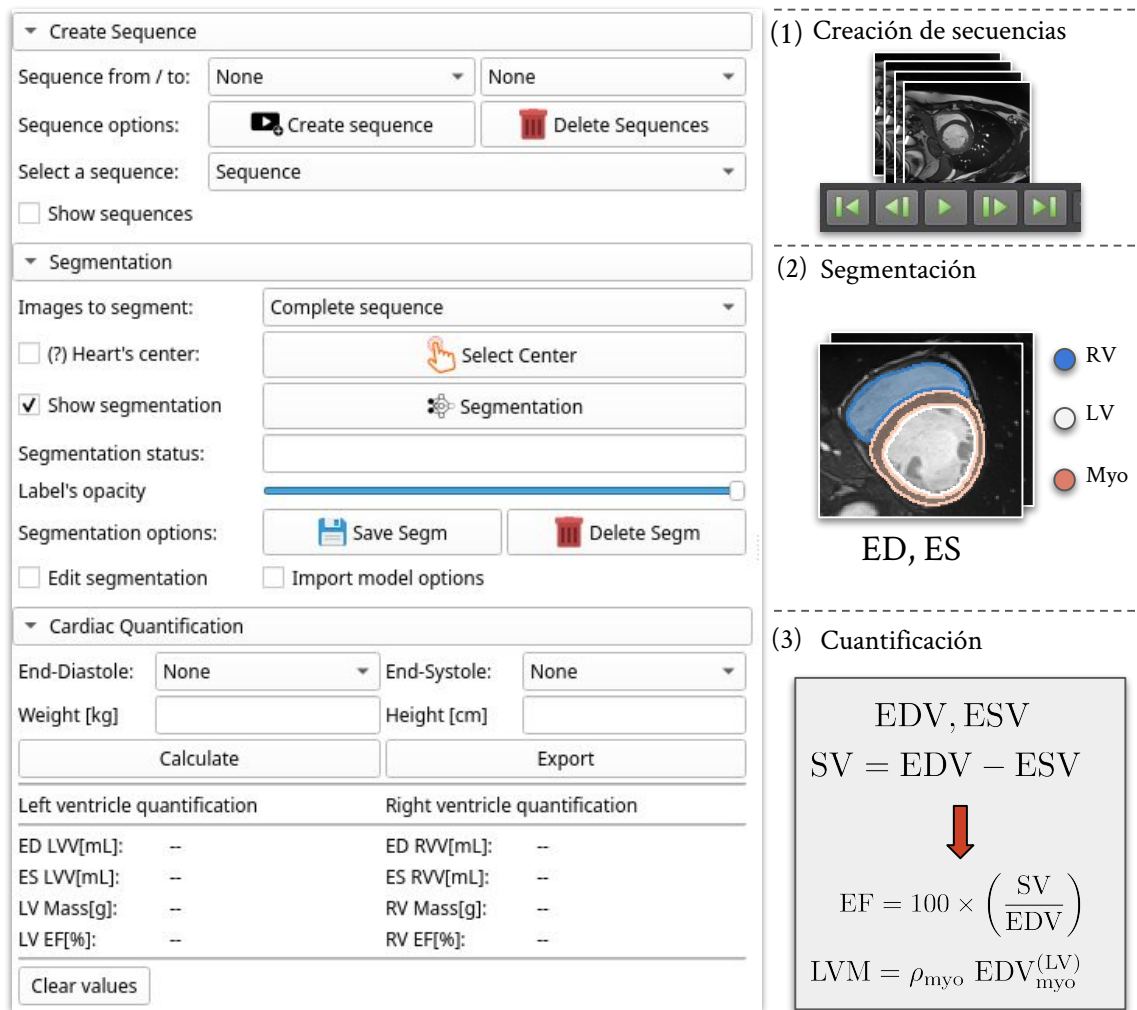 Create Sequence
Sequence from / to: None None
Sequence options: Create sequence Delete Sequences
Select a sequence: Sequence
Show sequences
Segmentation
Images to segment: Complete sequence
(?) Heart's center: Select Center
Show segmentation Segmentation
Segmentation status:
Label's opacity
Segmentation options: Save Segm Delete Segm
Edit segmentation Import model options
Cardiac Quantification
End-Diastole: None End-Systole: None
Weight [kg] Height [cm]
Calculate Export
Left ventricle quantification Right ventricle quantification
ED LVV[mL]: -- ED RVV[mL]: --
ES LVV[mL]: -- ES RVV[mL]: --
LV Mass[g]: -- RV Mass[g]: --
LV EF[%]: -- RV EF[%]: --
Clear values
(1) Creación de secuencias
(2) Segmentación
RV
LV
Myo
ED, ES
(3) Cuantificación
EDV, ESV
SV = EDV − ESV
EF = 100 × (SV/EDV)
LVM = ρ_myo EDV_myo^(LV)